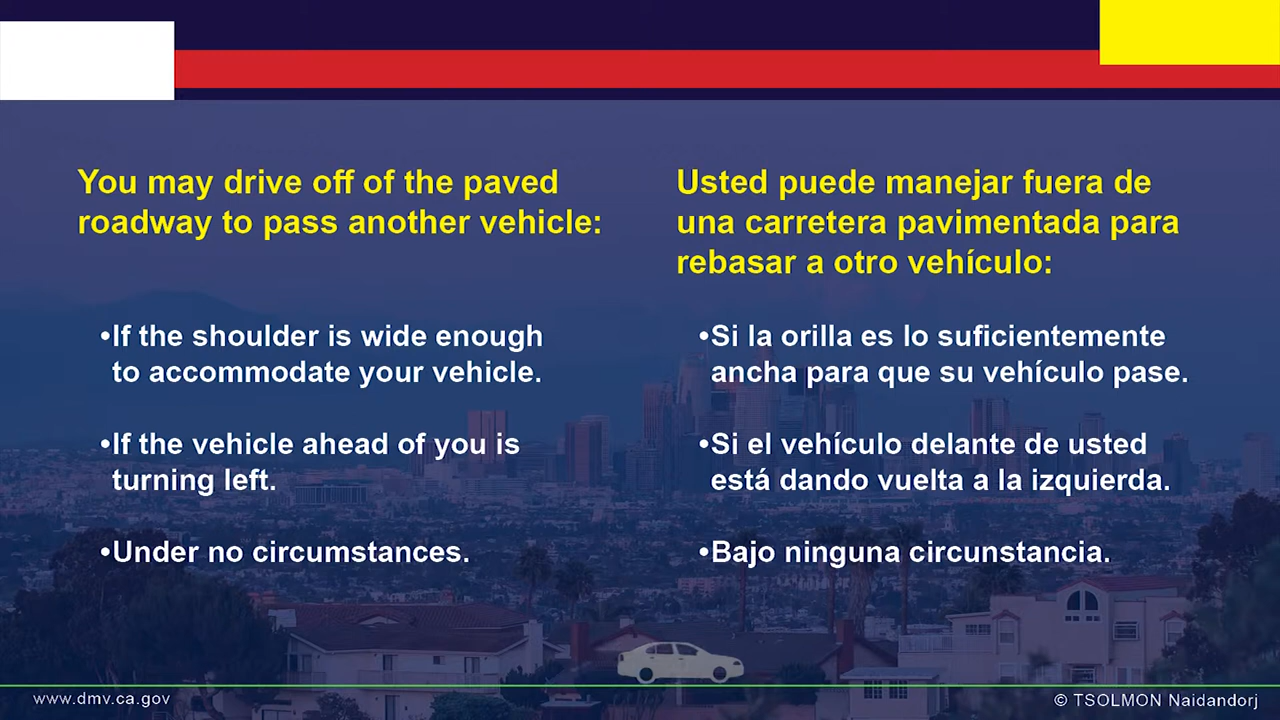 You may drive off of the paved
roadway to pass another vehicle:
•If the shoulder is wide enough
to accommodate your vehicle.
•If the vehicle ahead of you is
turning left.
•Under no circumstances.
Usted puede manejar fuera de
una carretera pavimentada para
rebasar a otro vehículo:
•Si la orilla es lo suficientemente
ancha para que su vehículo pase.
•Si el vehículo delante de usted
está dando vuelta a la izquierda.
•Bajo ninguna circunstancia.
www.dmv.ca.gov
© TSOLMON Naidandorj